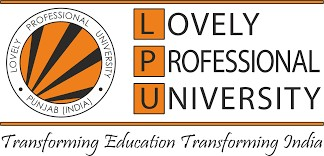 LOVELY PROFESSIONAL UNIVERSITY
PUNJAB (INDIA)
LOVELY
PROFESSIONAL
UNIVERSITY
Transforming Education Transforming India